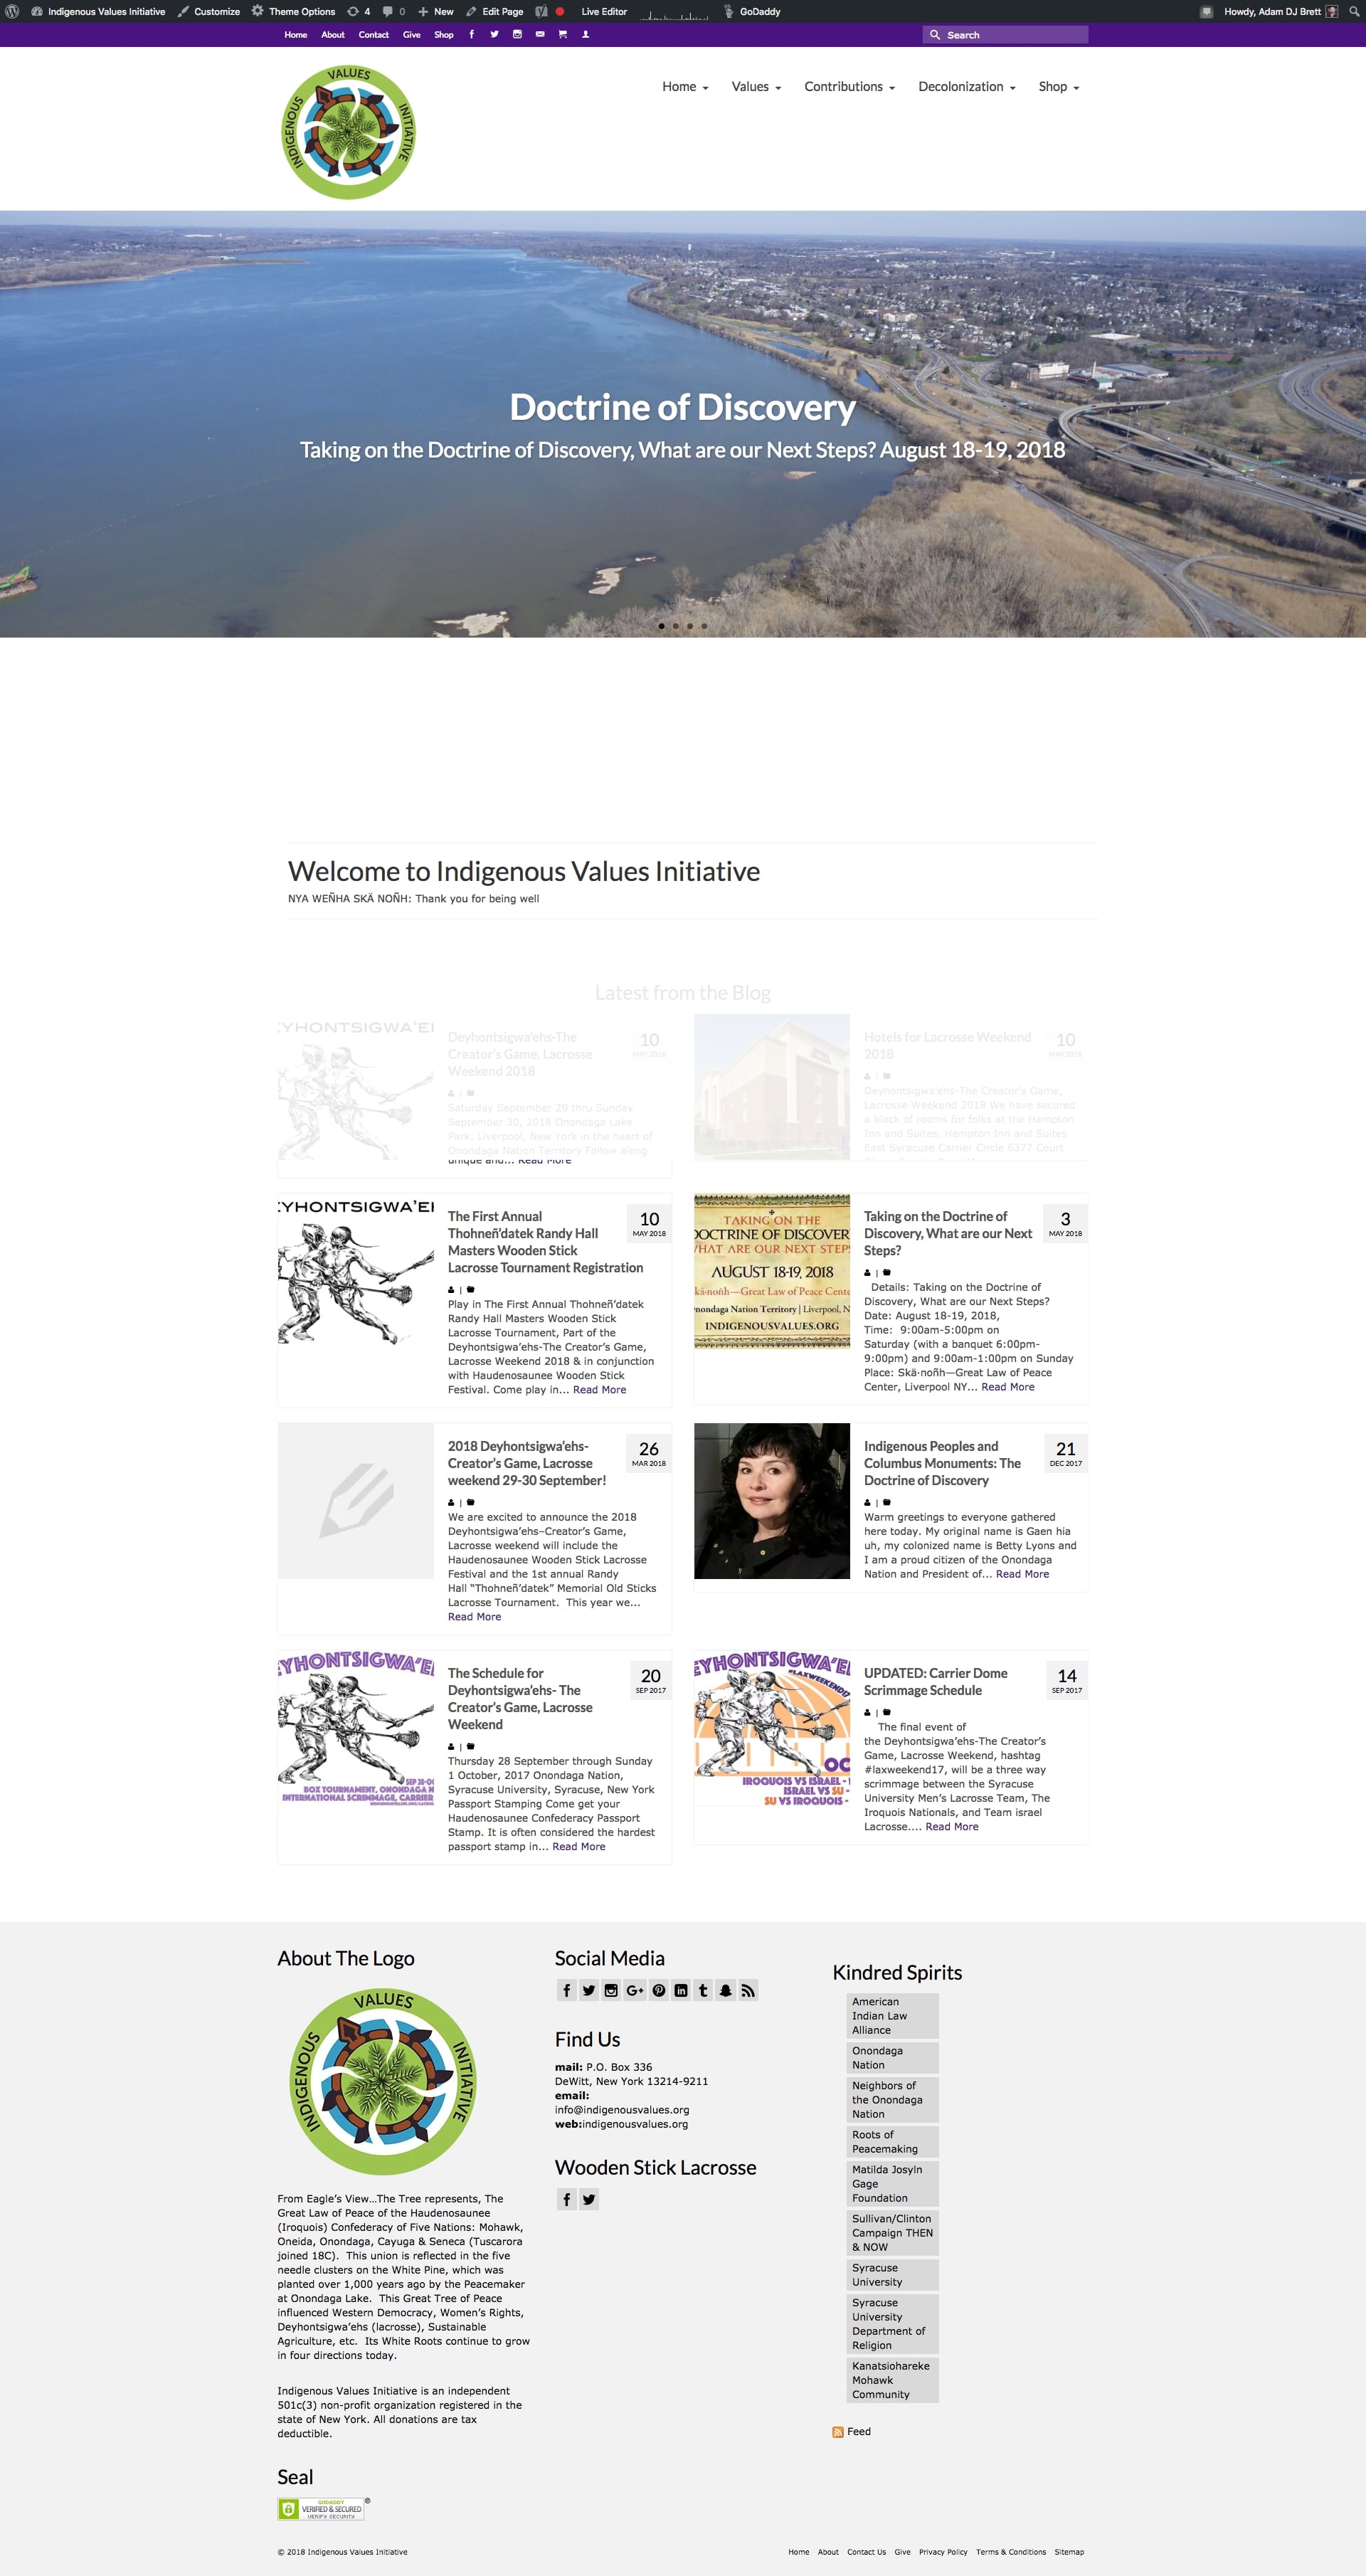 Indigenous Values Initiative Customize Theme Options 4 0 New Edit Page Live Editor GoDaddy Howdy, Adam DJ Brett
Home About Contact Give Shop Search
INDIGENOUS VALUES INITIATIVE
Home Values Contributions Decolonization Shop
Doctrine of Discovery
Taking on the Doctrine of Discovery, What are our Next Steps? August 18-19, 2018
Welcome to Indigenous Values Initiative
NYA WEÑHA SKÄ NOÑH: Thank you for being well
Latest from the Blog
EYHONTSIGWA'EH
Deyhontsigwa'ehs-The
Creator's Game, Lacrosse
Weekend 2018
10
MAY 2018
|
Saturday September 29 thru Sunday
September 30, 2018 Onondaga Lake
Park, Liverpool, New York in the heart of
Onondaga Nation Territory Follow along
unique and... Read More
Hotels for Lacrosse Weekend
2018
10
MAY 2018
|
Deyhontsigwa'ehs-The Creator's Game,
Lacrosse Weekend 2018 We have secured
a block of rooms for folks at the Hampton
Inn and Suites. Hampton Inn and Suites
East Syracuse Carrier Circle 6377 Court
EYHONTSIGWA'EH
The First Annual
Thohneñ'datek Randy Hall
Masters Wooden Stick
Lacrosse Tournament Registration
10
MAY 2018
|
Play in The First Annual Thohneñ'datek
Randy Hall Masters Wooden Stick
Lacrosse Tournament, Part of the
Deyhontsigwa'ehs-The Creator's Game,
Lacrosse Weekend 2018 & in conjunction
with Haudenosaunee Wooden Stick
Festival. Come play in... Read More
TAKING ON THE
DOCTRINE OF DISCOVER
WHAT ARE OUR NEXT STEPS
AUGUST 18-19, 2018
kä-noñh—Great Law of Peace Cente
nondaga Nation Territory | Liverpool, N
INDIGENOUSVALUES.ORG
Taking on the Doctrine of
Discovery, What are our Next
Steps?
3
MAY 2018
|
Details: Taking on the Doctrine of
Discovery, What are our Next Steps?
Date: August 18-19, 2018,
Time: 9:00am-5:00pm on
Saturday (with a banquet 6:00pm-
9:00pm) and 9:00am-1:00pm on Sunday
Place: Skä·noñh—Great Law of Peace
Center, Liverpool NY... Read More
2018 Deyhontsigwa'ehs-
Creator's Game, Lacrosse
weekend 29-30 September!
26
MAR 2018
|
We are excited to announce the 2018
Deyhontsigwa'ehs–Creator's Game,
Lacrosse weekend will include the
Haudenosaunee Wooden Stick Lacrosse
Festival and the 1st annual Randy
Hall "Thohneñ'datek" Memorial Old Sticks
Lacrosse Tournament. This year we...
Read More
Indigenous Peoples and
Columbus Monuments: The
Doctrine of Discovery
21
DEC 2017
|
Warm greetings to everyone gathered
here today. My original name is Gaen hia
uh, my colonized name is Betty Lyons and
I am a proud citizen of the Onondaga
Nation and President of... Read More
EYHONTSIGWA'EH
SEP 28-OC
BOX TOURNAMENT, ONONDAGA N
INTERNATIONAL SCRIMMAGE, CARRIER
The Schedule for
Deyhontsigwa'ehs- The
Creator's Game, Lacrosse
Weekend
20
SEP 2017
|
Thursday 28 September through Sunday
1 October, 2017 Onondaga Nation,
Syracuse University, Syracuse, New York
Passport Stamping Come get your
Haudenosaunee Confederacy Passport
Stamp. It is often considered the hardest
passport stamp in... Read More
EYHONTSIGWA'EH
#LAXWEEKEND
OC
IROQUOIS VS ISRAEL -
ISRAEL VS SU -
SU VS IROQUOIS -
UPDATED: Carrier Dome
Scrimmage Schedule
14
SEP 2017
|
The final event of
the Deyhontsigwa'ehs-The Creator's
Game, Lacrosse Weekend, hashtag
#laxweekend17, will be a three way
scrimmage between the Syracuse
University Men's Lacrosse Team, The
Iroquois Nationals, and Team israel
Lacrosse.... Read More
About The Logo
INDIGENOUS VALUES INITIATIVE
From Eagle's View...The Tree represents, The
Great Law of Peace of the Haudenosaunee
(Iroquois) Confederacy of Five Nations: Mohawk,
Oneida, Onondaga, Cayuga & Seneca (Tuscarora
joined 18C). This union is reflected in the five
needle clusters on the White Pine, which was
planted over 1,000 years ago by the Peacemaker
at Onondaga Lake. This Great Tree of Peace
influenced Western Democracy, Women's Rights,
Deyhontsigwa'ehs (lacrosse), Sustainable
Agriculture, etc. Its White Roots continue to grow
in four directions today.
Indigenous Values Initiative is an independent
501c(3) non-profit organization registered in the
state of New York. All donations are tax
deductible.
Seal
GODADDY
VERIFIED & SECURED
VERIFY SECURITY
®
Social Media
Find Us
mail: P.O. Box 336
DeWitt, New York 13214-9211
email:
info@indigenousvalues.org
web:indigenousvalues.org
Wooden Stick Lacrosse
Kindred Spirits
American
Indian Law
Alliance
Onondaga
Nation
Neighbors of
the Onondaga
Nation
Roots of
Peacemaking
Matilda Josyln
Gage
Foundation
Sullivan/Clinton
Campaign THEN
& NOW
Syracuse
University
Syracuse
University
Department of
Religion
Kanatsiohareke
Mohawk
Community
Feed
© 2018 Indigenous Values Initiative
Home About Contact Us Give Privacy Policy Terms & Conditions Sitemap